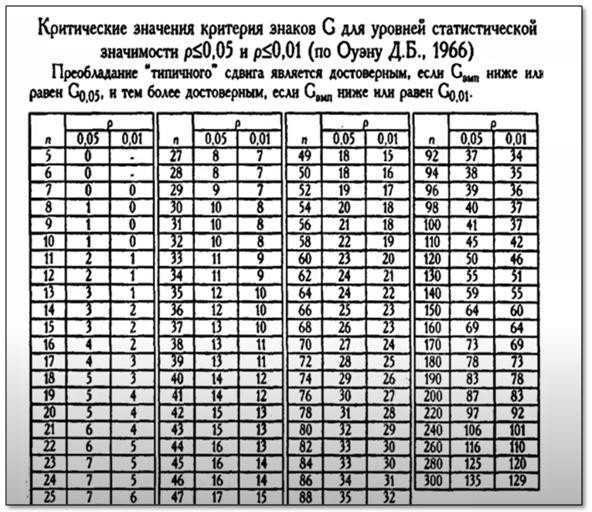 Критические значения критерия знаков G для уровней статистической
значимости ρ≤0,05 и ρ≤0,01 (по Оуэну Д.Б., 1966)
Преобладание "типичного" сдвига является достоверным, если Gэмп ниже или
равен G0,05, и тем более достоверным, если Gэмп ниже или равен G0,01.
ρ ρ ρ ρ
n 0,05 0,01 n 0,05 0,01 n 0,05 0,01 n 0,05 0,01
5 0 - 27 8 7 49 18 15 92 37 34
6 0 - 28 8 7 50 18 16 94 38 35
7 0 0 29 9 7 52 19 17 96 39 36
8 1 0 30 10 8 54 20 18 98 40 37
9 1 0 31 10 8 56 21 18 100 41 37
10 1 0 32 10 8 58 22 19 110 45 42
11 2 1 33 11 9 60 23 20 120 50 46
12 2 1 34 11 9 62 24 21 130 55 51
13 3 1 35 12 10 64 24 22 140 59 55
14 3 2 36 12 10 66 25 23 150 64 60
15 3 2 37 13 10 68 26 23 160 69 64
16 4 2 38 13 11 70 27 24 170 73 69
17 4 3 39 13 11 72 28 25 180 78 73
18 5 3 40 14 12 74 29 26 190 83 78
19 5 4 41 14 12 76 30 27 200 87 83
20 5 4 42 15 13 78 31 28 220 97 92
21 6 4 43 15 13 80 32 29 240 106 101
22 6 5 44 16 13 82 33 30 260 116 110
23 7 5 45 16 14 84 33 30 280 125 120
24 7 5 46 16 14 86 34 31 300 135 129
25 7 6 47 17 15 88 35 32